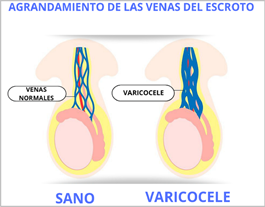 AGRANDAMIENTO DE LAS VENAS DEL ESCROTO
VENAS
NORMALES
VARICOCELE
SANO
VARICOCELE